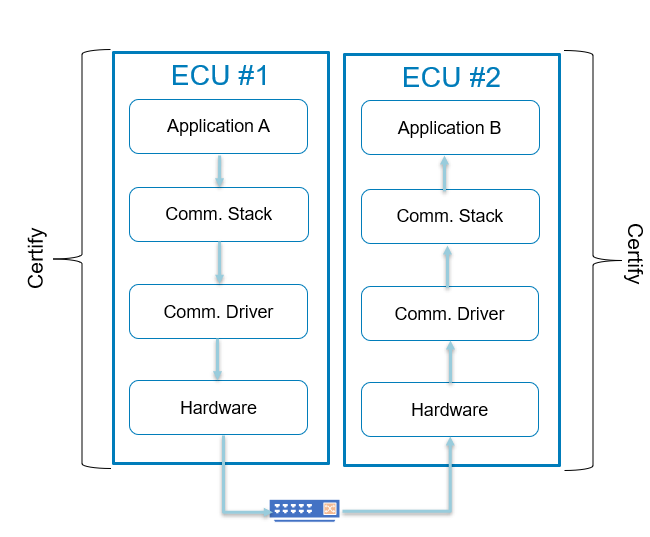 ECU #1
Application A
Comm. Stack
Comm. Driver
Hardware
Certify
ECU #2
Application B
Comm. Stack
Comm. Driver
Hardware
Certify